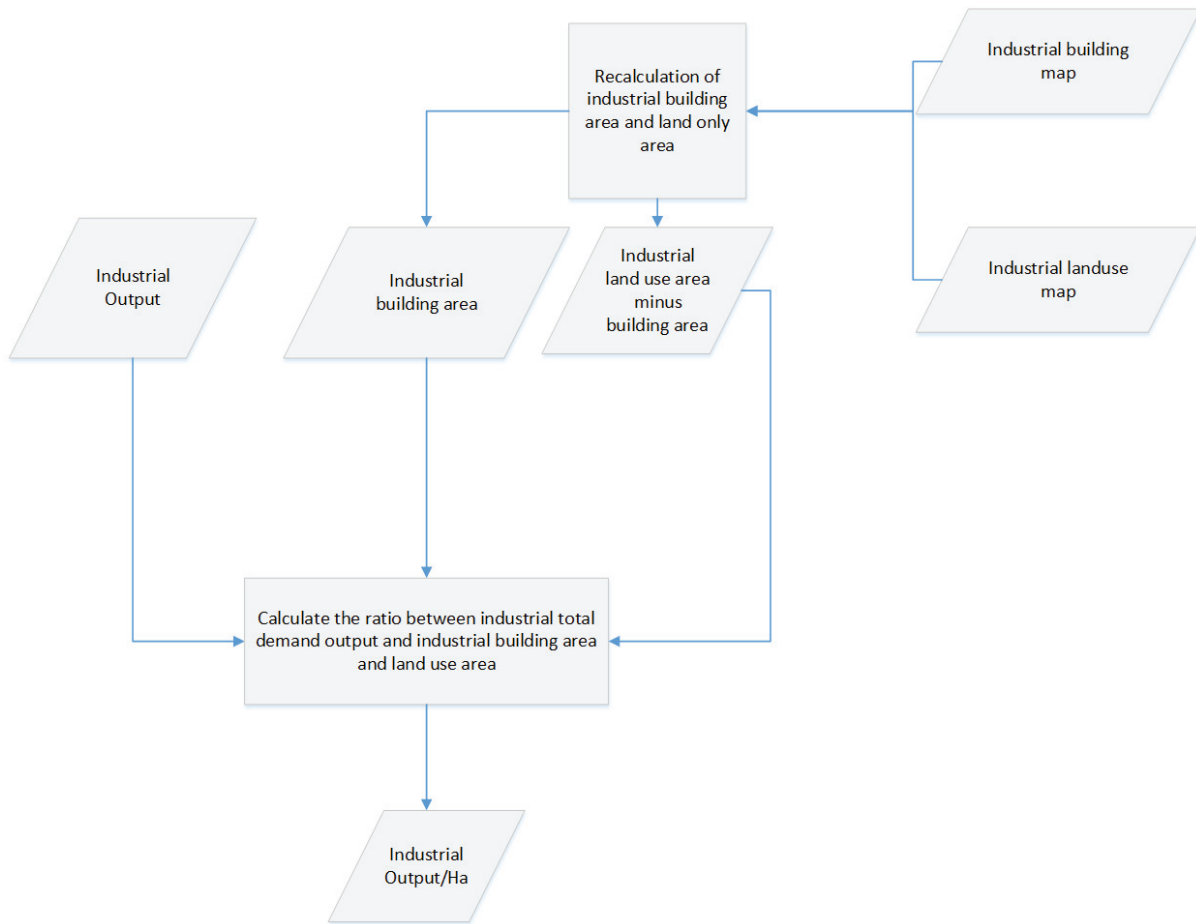 Industrial building
map
Recalculation of
industrial building
area and land only
area
Industrial
Output
Industrial
building area
Industrial
land use area
minus
building area
Industrial landuse
map
Calculate the ratio between industrial total
demand output and industrial building area
and land use area
Industrial
Output/Ha